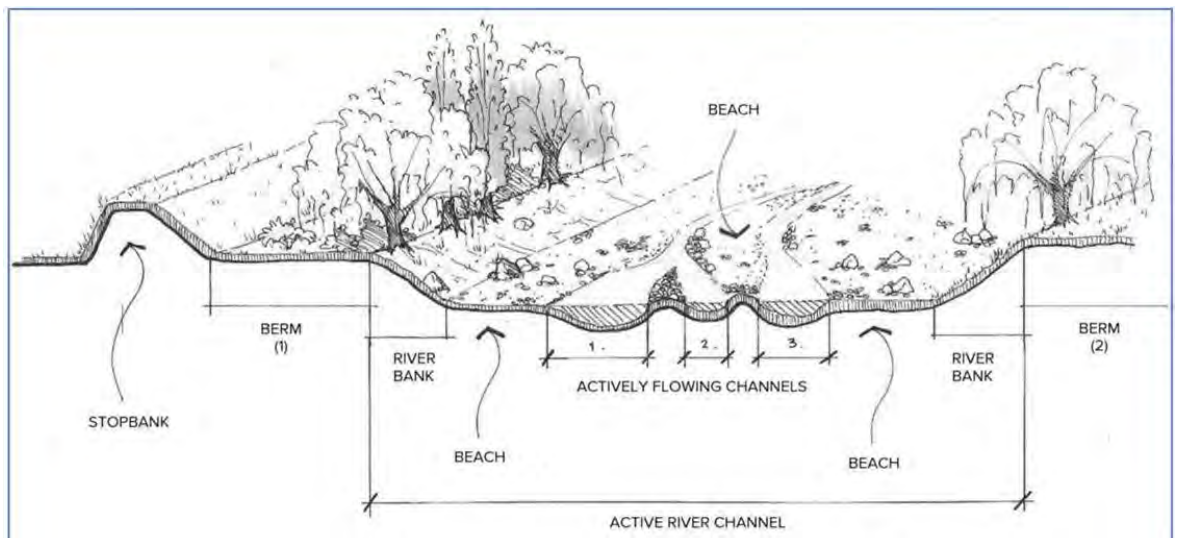 BEACH
BERM
(1)
RIVER
BANK
1.
2.
3.
RIVER
BANK
BERM
(2)
ACTIVELY FLOWING CHANNELS
STOPBANK
BEACH
BEACH
ACTIVE RIVER CHANNEL